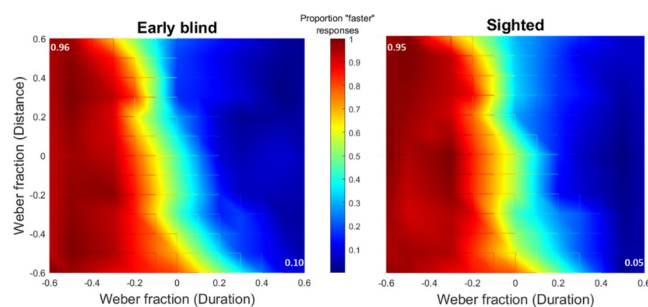 Early blind
Proportion "faster"
responses
Sighted
Weber fraction (Distance)
0.6
0.4
0.2
0
-0.2
-0.4
-0.6
0.96
0.10
-0.6 -0.4 -0.2 0 0.2 0.4 0.6
Weber fraction (Duration)
1
0.9
0.8
0.7
0.6
0.5
0.4
0.3
0.2
0.1
0.95
0.05
-0.6 -0.4 -0.2 0 0.2 0.4 0.6
Weber fraction (Duration)